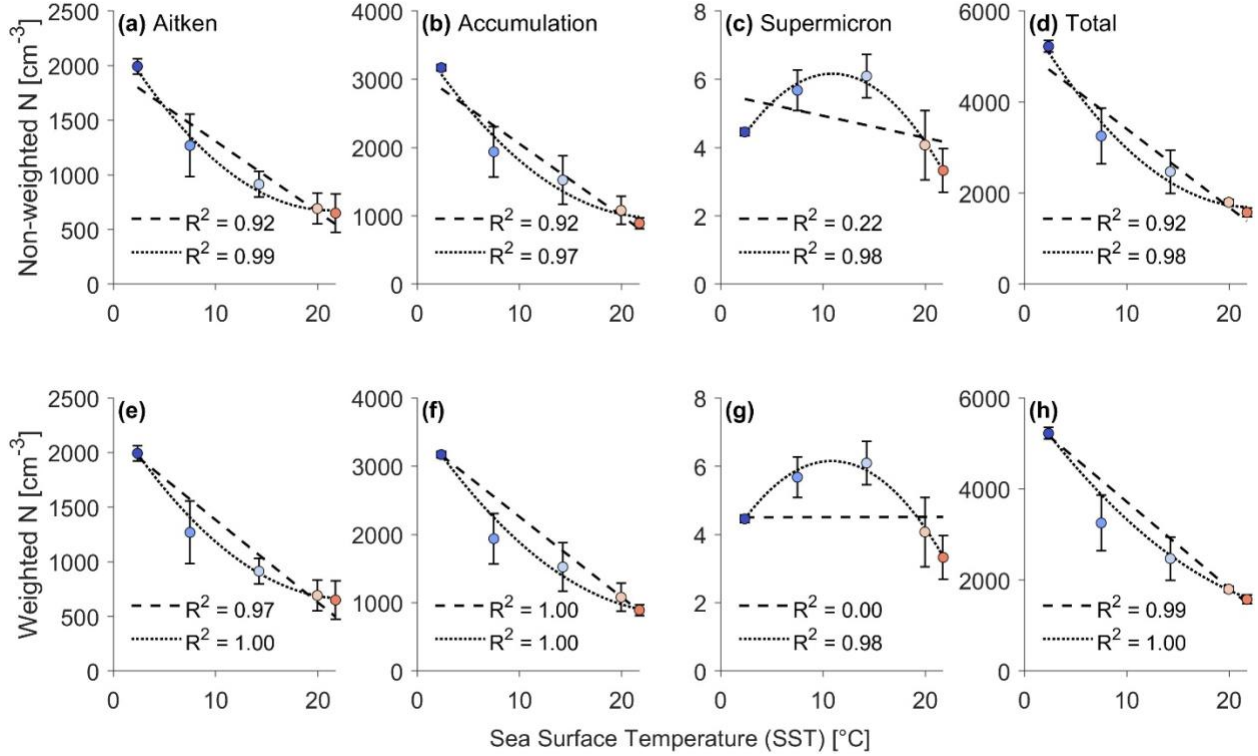 (a) Aitken
(b) Accumulation
(c) Supermicron
(d) Total
Non-weighted N [cm⁻³]
2500
2000
1500
1000
500
0
R² = 0.92
R² = 0.99
0
10
20
4000
3000
2000
1000
0
R² = 0.92
R² = 0.97
0
10
20
8
6
4
2
0
R² = 0.22
R² = 0.98
0
10
20
6000
4000
2000
0
R² = 0.92
R² = 0.98
0
10
20
(e)
(f)
(g)
(h)
Weighted N [cm⁻³]
2500
2000
1500
1000
500
0
R² = 0.97
R² = 1.00
0
10
20
4000
3000
2000
1000
0
R² = 1.00
R² = 1.00
0
10
20
8
6
4
2
0
R² = 0.00
R² = 0.98
0
10
20
6000
4000
2000
0
R² = 0.99
R² = 1.00
0
10
20
Sea Surface Temperature (SST) [°C]